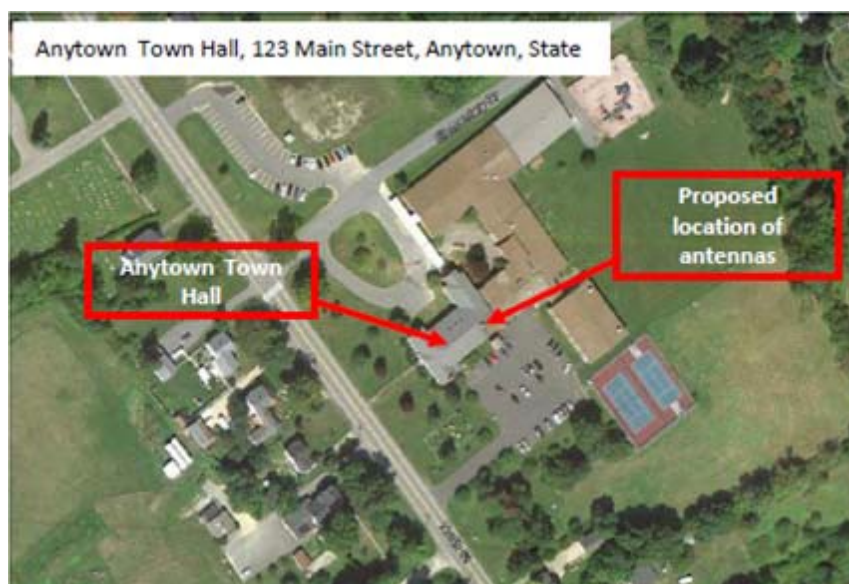 Anytown Town Hall, 123 Main Street, Anytown, State
Proposed
location of
antennas
Anytown Town
Hall